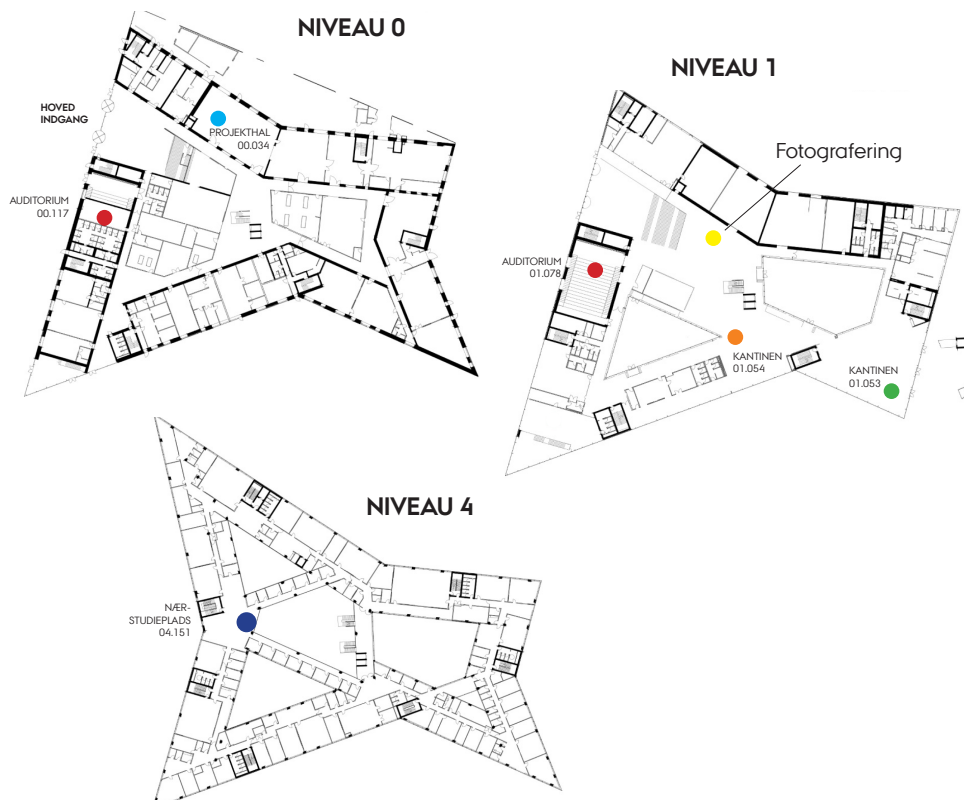 NIVEAU 0
HOVED
INDGANG
PROJEKTHAL
00.034
AUDITORIUM
00.117
NIVEAU 1
Fotografering
AUDITORIUM
01.078
KANTINEN
01.054
KANTINEN
01.053
NIVEAU 4
NÆR-
STUDIEPLADS
04.151